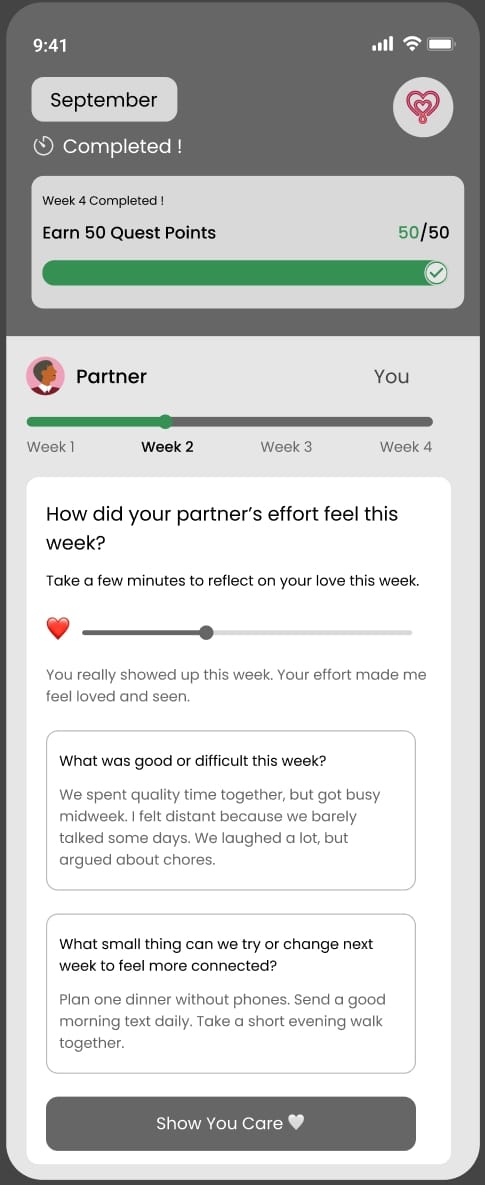 9:41
September
Completed !
Week 4 Completed !
Earn 50 Quest Points 50/50
Partner You
Week 1 Week 2 Week 3 Week 4
How did your partner’s effort feel this
week?
Take a few minutes to reflect on your love this week.
You really showed up this week. Your effort made me
feel loved and seen.
What was good or difficult this week?
We spent quality time together, but got busy
midweek. I felt distant because we barely
talked some days. We laughed a lot, but
argued about chores.
What small thing can we try or change next
week to feel more connected?
Plan one dinner without phones. Send a good
morning text daily. Take a short evening walk
together.
Show You Care 🤍